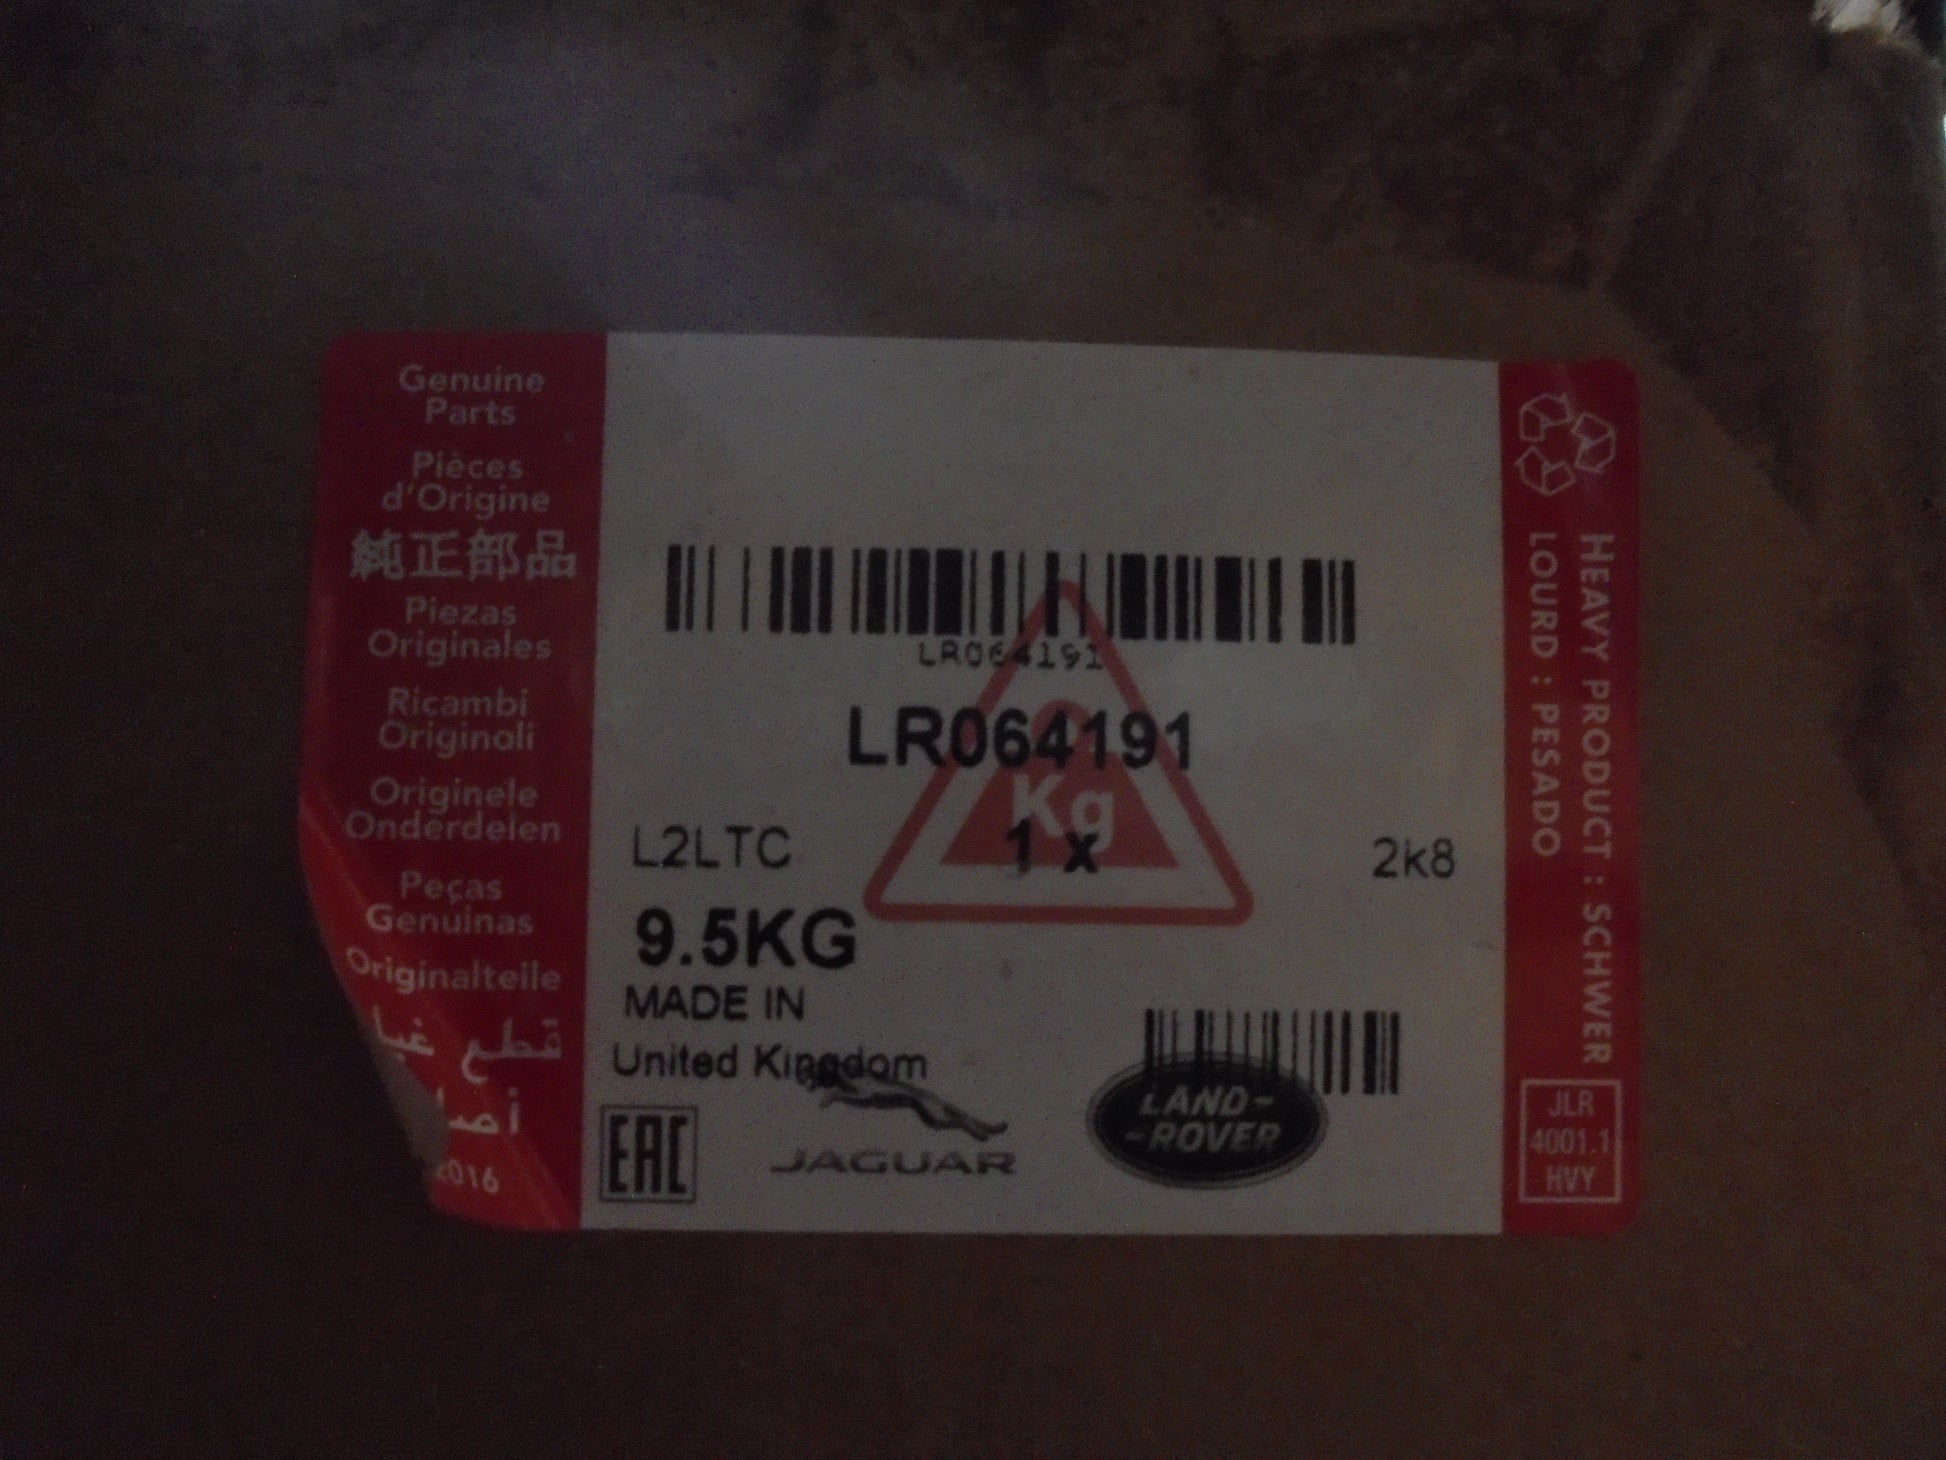 Genuine
Parts
Pièces
d'Origine
純正部品
Piezas
Originales
Ricambi
Originali
Originele
Onderdelen
Peças
Genuinas
Originalteile
قطع غيا
2016
LR064191
LR064191
Kg
L2LTC
1 x
2k8
9.5KG
MADE IN
United Kingdom
EAC
JAGUAR
LAND-
-ROVER
HEAVY PRODUCT : SCHWER
LOURD : PESADO
JLR
4001.1
HVY